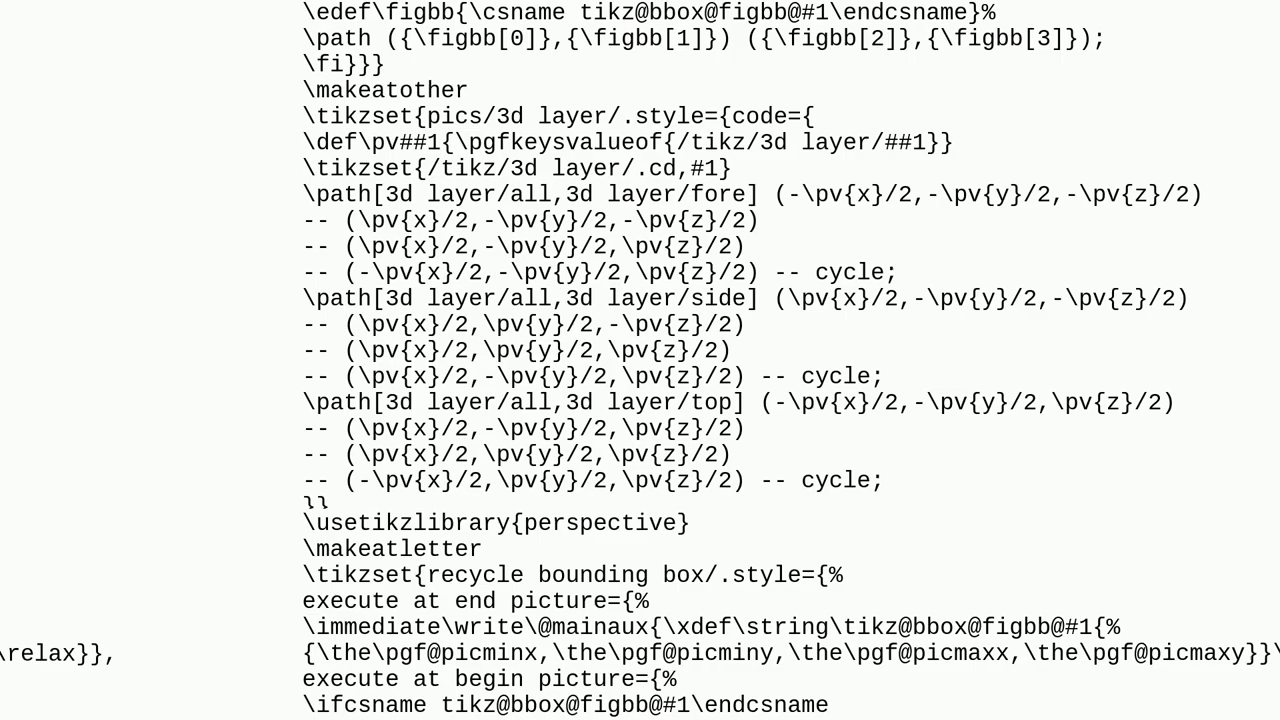 \edef\figbb{\csname tikz@bbox@figbb@#1\endcsname}%
\path ({\figbb[0]},{\figbb[1]}) ({\figbb[2]},{\figbb[3]});
\fi}}}
\makeatother
\tikzset{pics/3d layer/.style={code={
\def\pv##1{\pgfkeysvalueof{/tikz/3d layer/##1}}
\tikzset{/tikz/3d layer/.cd,#1}
\path[3d layer/all,3d layer/fore] (-\pv{x}/2,-\pv{y}/2,-\pv{z}/2)
-- (\pv{x}/2,-\pv{y}/2,-\pv{z}/2)
-- (\pv{x}/2,-\pv{y}/2,\pv{z}/2)
-- (-\pv{x}/2,-\pv{y}/2,\pv{z}/2) -- cycle;
\path[3d layer/all,3d layer/side] (\pv{x}/2,-\pv{y}/2,-\pv{z}/2)
-- (\pv{x}/2,\pv{y}/2,-\pv{z}/2)
-- (\pv{x}/2,\pv{y}/2,\pv{z}/2)
-- (\pv{x}/2,-\pv{y}/2,\pv{z}/2) -- cycle;
\path[3d layer/all,3d layer/top] (-\pv{x}/2,-\pv{y}/2,\pv{z}/2)
-- (\pv{x}/2,-\pv{y}/2,\pv{z}/2)
-- (\pv{x}/2,\pv{y}/2,\pv{z}/2)
-- (-\pv{x}/2,\pv{y}/2,\pv{z}/2) -- cycle;
}}
\usetikzlibrary{perspective}
\makeatletter
\tikzset{recycle bounding box/.style={%
execute at end picture={%
\immediate\write\@mainaux{\xdef\string\tikz@bbox@figbb@#1{%
\relax}}, {\the\pgf@picminx,\the\pgf@picminy,\the\pgf@picmaxx,\the\pgf@picmaxy}}\
execute at begin picture={%
\ifcsname tikz@bbox@figbb@#1\endcsname